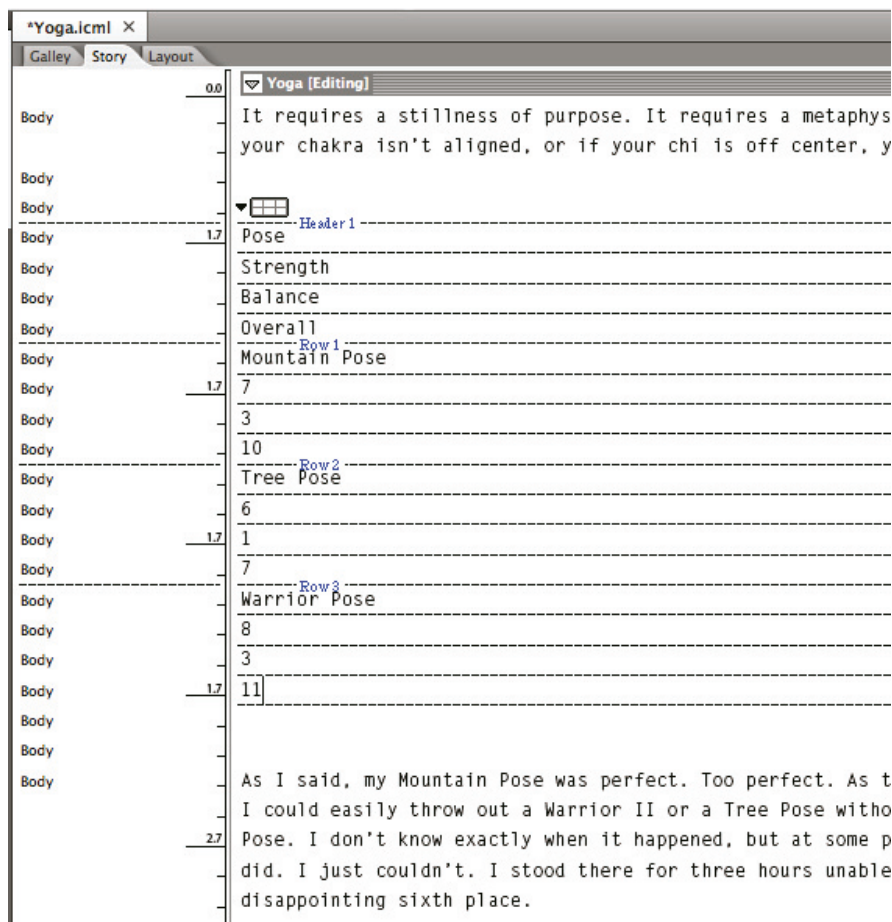 *Yoga.icml ×
Galley Story Layout
0.0 Yoga [Editing]
Body It requires a stillness of purpose. It requires a metaphys
your chakra isn't aligned, or if your chi is off center, y
Body
Body
Header 1
Body 1.7 Pose
Body Strength
Body Balance
Body Overall
Row 1
Body Mountain Pose
Body 1.7 7
Body 3
Body 10
Row 2
Body Tree Pose
Body 6
Body 1.7 1
Body 7
Row 3
Body Warrior Pose
Body 8
Body 3
Body 1.7 11
Body
Body
Body As I said, my Mountain Pose was perfect. Too perfect. As t
I could easily throw out a Warrior II or a Tree Pose witho
2.7 Pose. I don't know exactly when it happened, but at some p
did. I just couldn't. I stood there for three hours unable
disappointing sixth place.